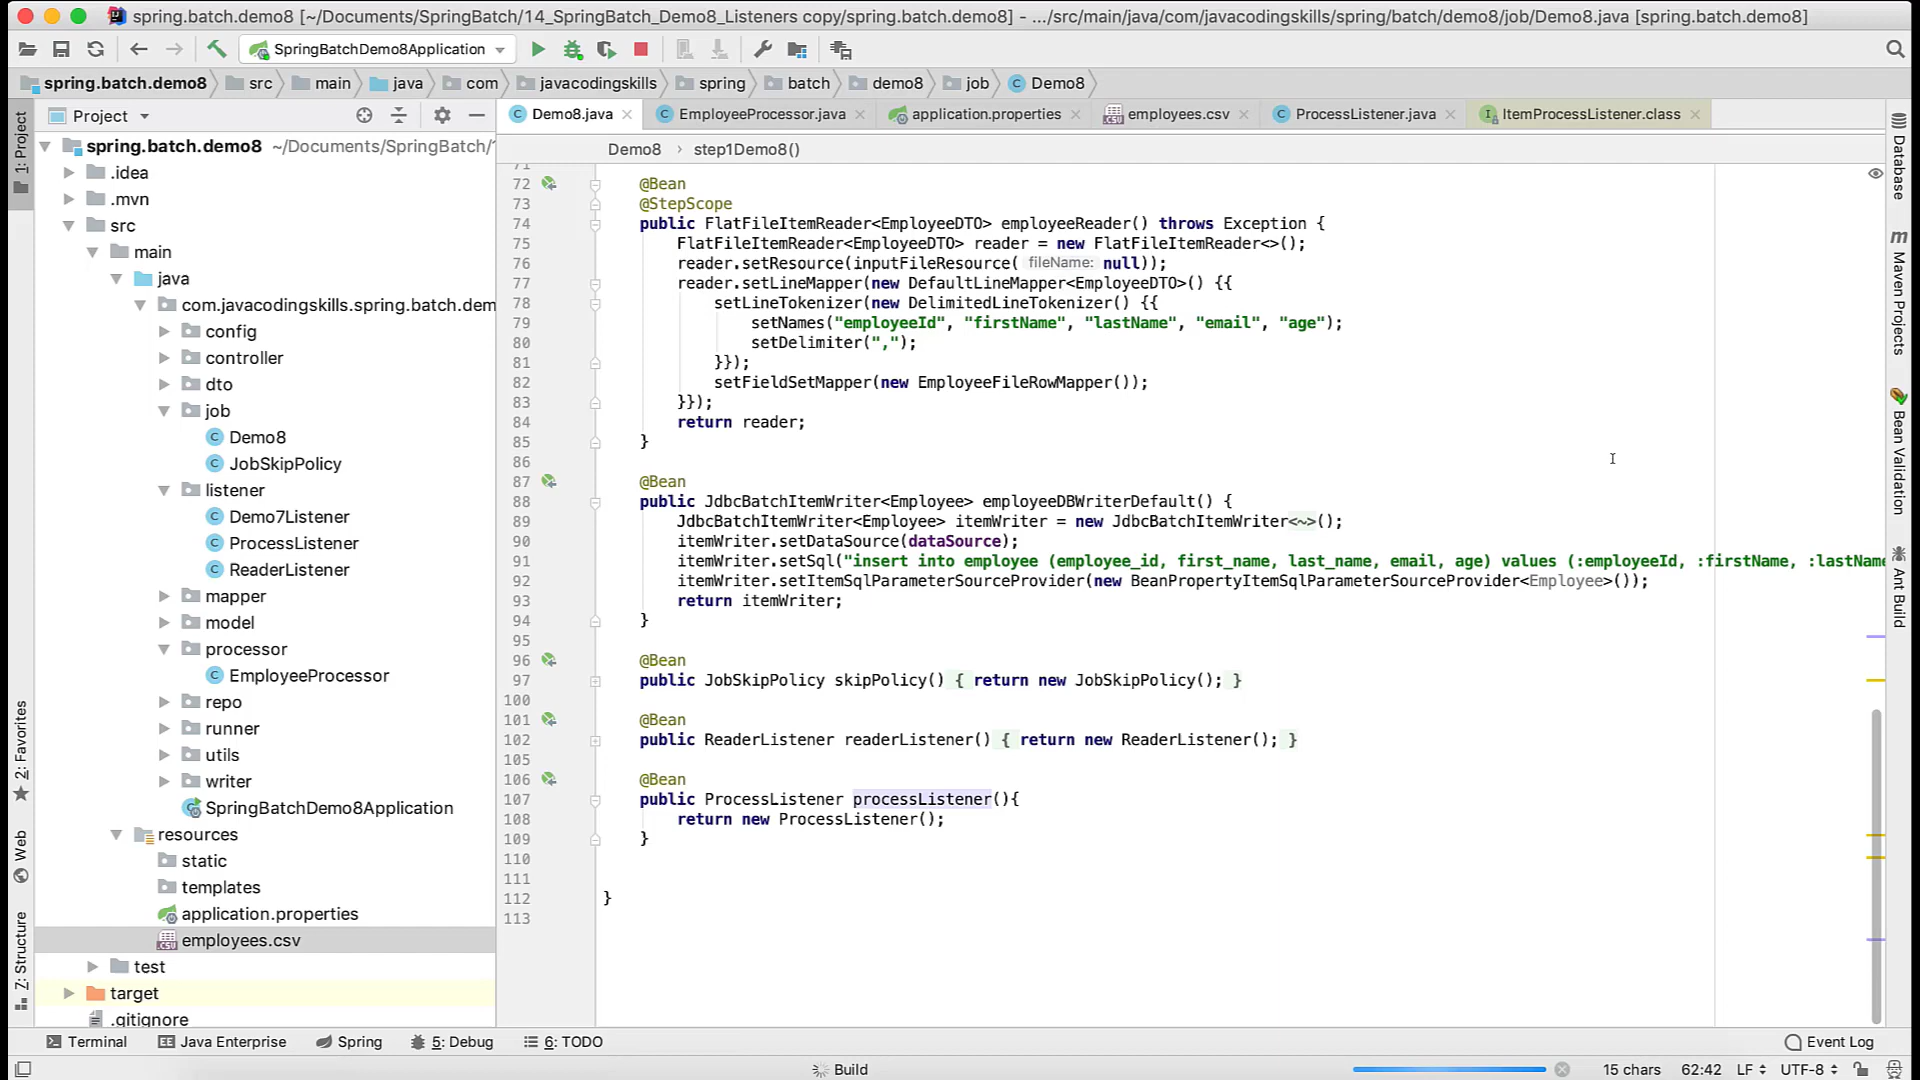 spring.batch.demo8 [~/Documents/SpringBatch/14_SpringBatch_Demo8_Listeners copy/spring.batch.demo8] - .../src/main/java/com/javacodingskills/spring/batch/demo8/job/Demo8.java [spring.batch.demo8]
SpringBatchDemo8Application
spring.batch.demo8 src main java com javacodingskills spring batch demo8 job Demo8
Project
Demo8.java EmployeeProcessor.java application.properties employees.csv ProcessListener.java ItemProcessListener.class
Demo8 › step1Demo8()
1: Project
2: Favorites
Web
Z: Structure
spring.batch.demo8 ~/Documents/SpringBatch/1
.idea
.mvn
src
main
java
com.javacodingskills.spring.batch.dem
config
controller
dto
job
Demo8
JobSkipPolicy
listener
Demo7Listener
ProcessListener
ReaderListener
mapper
model
processor
EmployeeProcessor
repo
runner
utils
writer
SpringBatchDemo8Application
resources
static
templates
application.properties
employees.csv
test
target
.gitignore
71
72 @Bean
73 @StepScope
74 public FlatFileItemReader<EmployeeDTO> employeeReader() throws Exception {
75 FlatFileItemReader<EmployeeDTO> reader = new FlatFileItemReader<>();
76 reader.setResource(inputFileResource( fileName: null));
77 reader.setLineMapper(new DefaultLineMapper<EmployeeDTO>() {{
78 setLineTokenizer(new DelimitedLineTokenizer() {{
79 setNames("employeeId", "firstName", "lastName", "email", "age");
80 setDelimiter(",");
81 }});
82 setFieldSetMapper(new EmployeeFileRowMapper());
83 }});
84 return reader;
85 }
86
87 @Bean
88 public JdbcBatchItemWriter<Employee> employeeDBWriterDefault() {
89 JdbcBatchItemWriter<Employee> itemWriter = new JdbcBatchItemWriter<~>();
90 itemWriter.setDataSource(dataSource);
91 itemWriter.setSql("insert into employee (employee_id, first_name, last_name, email, age) values (:employeeId, :firstName, :lastName
92 itemWriter.setItemSqlParameterSourceProvider(new BeanPropertyItemSqlParameterSourceProvider<Employee>());
93 return itemWriter;
94 }
95
96 @Bean
97 public JobSkipPolicy skipPolicy() { return new JobSkipPolicy(); }
100
101 @Bean
102 public ReaderListener readerListener() { return new ReaderListener(); }
105
106 @Bean
107 public ProcessListener processListener(){
108 return new ProcessListener();
109 }
110
111
112 }
113
Database
m Maven Projects
Bean Validation
Ant Build
Terminal Java Enterprise Spring 5: Debug 6: TODO Event Log
Build 15 chars 62:42 LF UTF-8